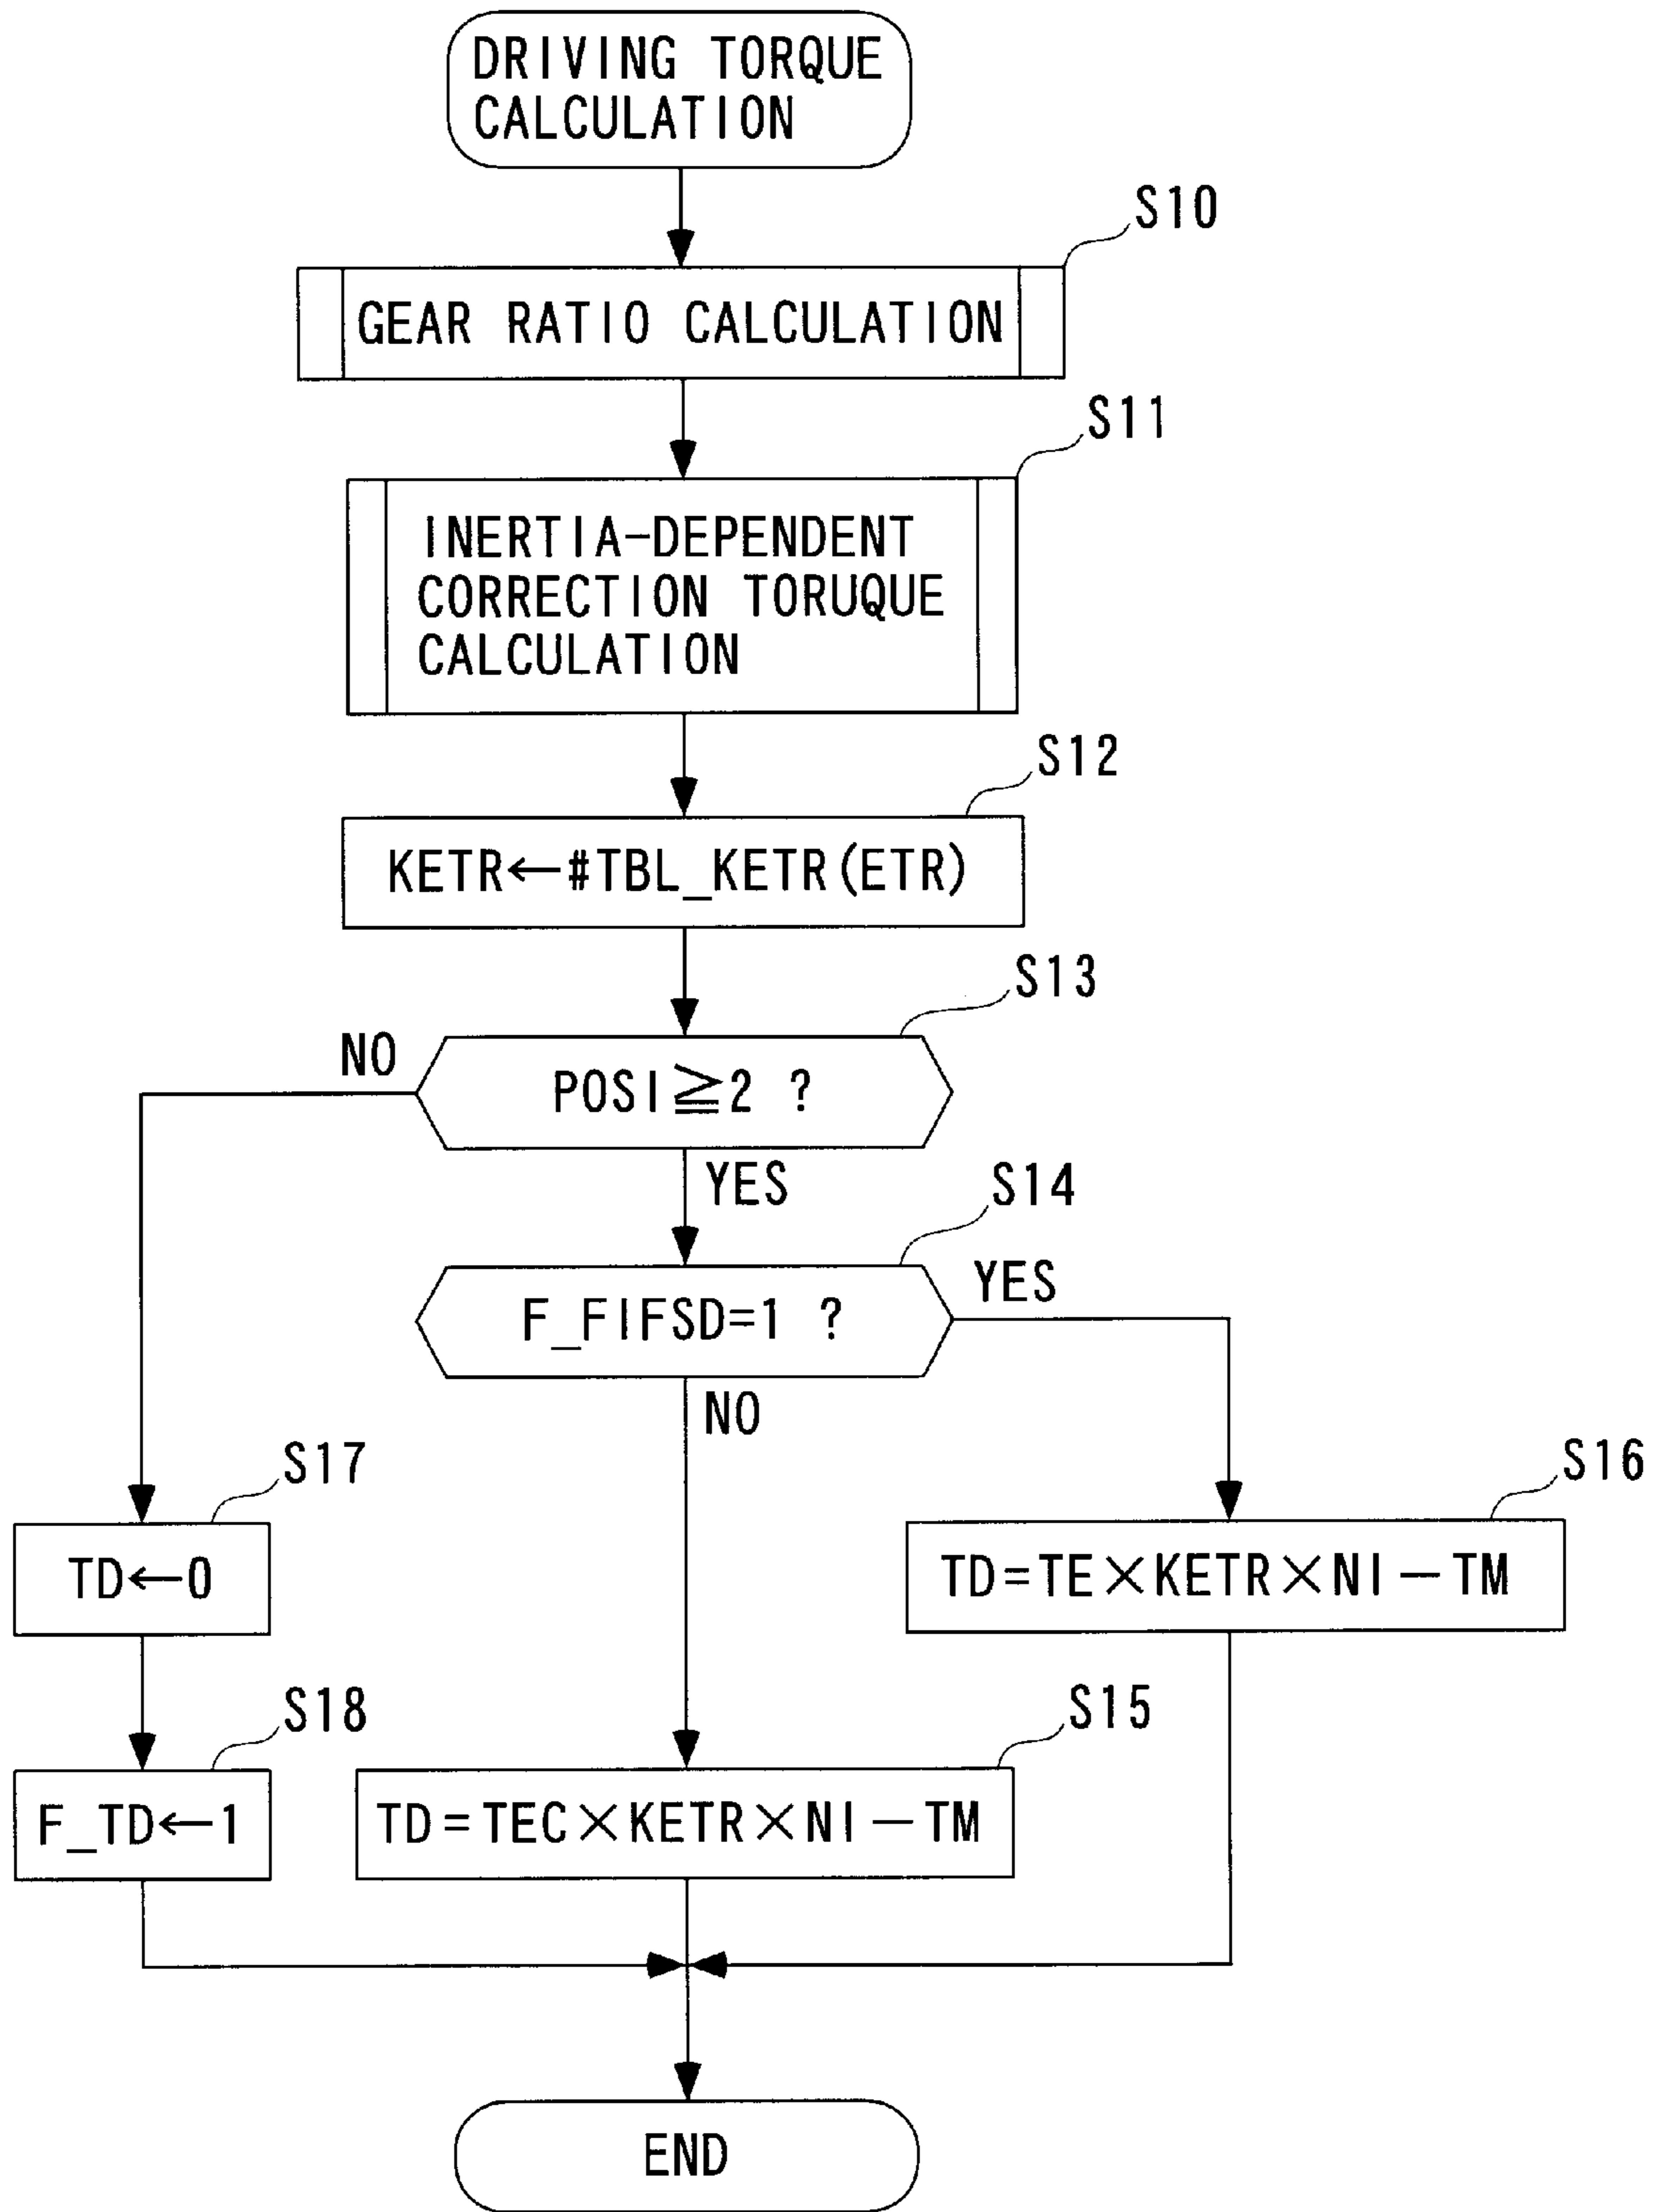 DRIVING TORQUE
CALCULATION
S10
GEAR RATIO CALCULATION
S11
INERTIA-DEPENDENT
CORRECTION TORUQUE
CALCULATION
S12
KETR←#TBL_KETR(ETR)
S13
NO
POSI≧2 ?
YES
S14
YES
F_FIFSD=1 ?
NO
S17
S16
TD←0
TD=TE×KETR×NI−TM
S18
S15
F_TD←1
TD=TEC×KETR×NI−TM
END